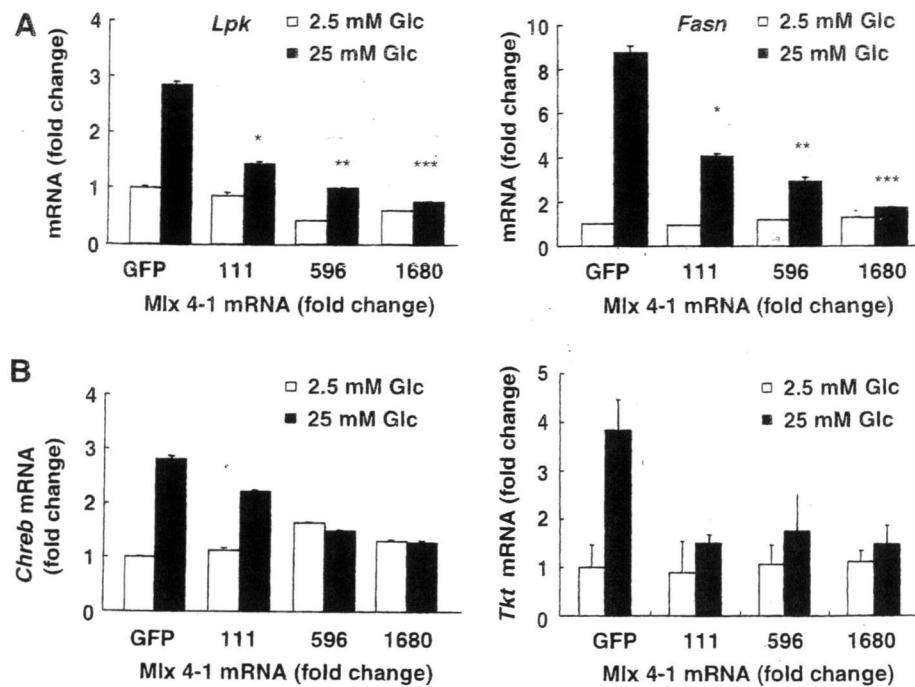 A
Lpk
2.5 mM Glc
25 mM Glc
mRNA (fold change)
4
3
2
1
0
*
**
***
GFP
111
596
1680
Mlx 4-1 mRNA (fold change)
Fasn
2.5 mM Glc
25 mM Glc
mRNA (fold change)
10
8
6
4
2
0
*
**
***
GFP
111
596
1680
Mlx 4-1 mRNA (fold change)
B
2.5 mM Glc
25 mM Glc
Chreb mRNA
(fold change)
4
3
2
1
0
GFP
111
596
1680
Mlx 4-1 mRNA (fold change)
2.5 mM Glc
25 mM Glc
Tkt mRNA (fold change)
5
4
3
2
1
0
GFP
111
596
1680
Mlx 4-1 mRNA (fold change)